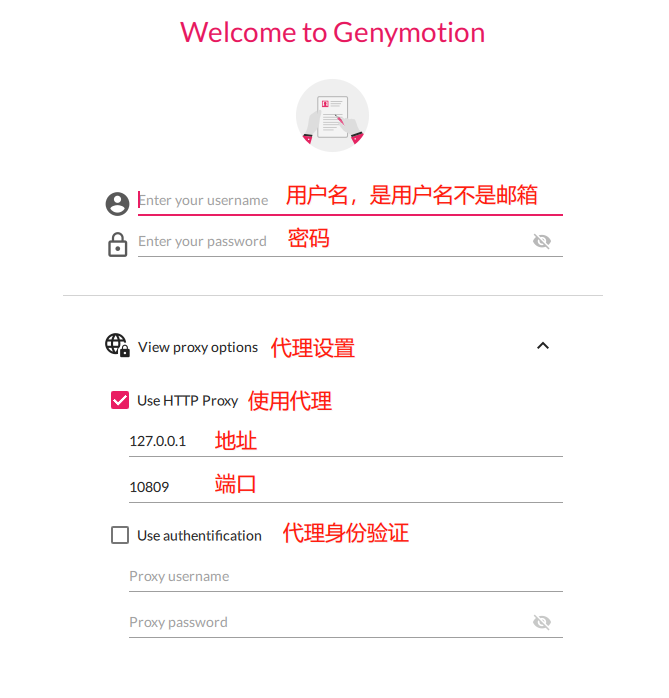 Welcome to Genymotion
Enter your username 用户名，是用户名不是邮箱
Enter your password 密码
View proxy options 代理设置
Use HTTP Proxy 使用代理
127.0.0.1 地址
10809 端口
Use authentification 代理身份验证
Proxy username
Proxy password